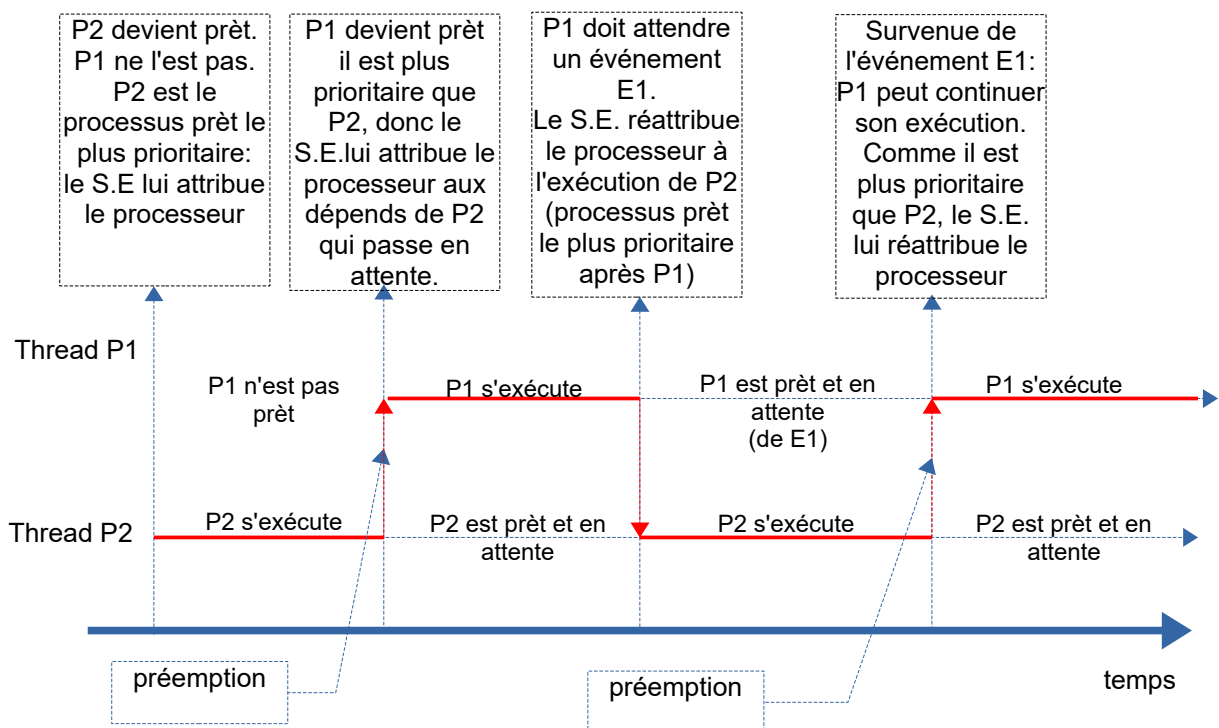 P2 devient prèt.
P1 ne l'est pas.
P2 est le
processus prèt le
plus prioritaire:
le S.E lui attribue
le processeur
P1 devient prèt
il est plus
prioritaire que
P2, donc le
S.E.lui attribue le
processeur aux
dépends de P2
qui passe en
attente.
P1 doit attendre
un événement
E1.
Le S.E. réattribue
le processeur à
l'exécution de P2
(processus prèt
le plus prioritaire
après P1)
Survenue de
l'événement E1:
P1 peut continuer
son exécution.
Comme il est
plus prioritaire
que P2, le S.E.
lui réattribue le
processeur
Thread P1
P1 n'est pas
prèt
P1 s'exécute
P1 est prèt et en
attente
(de E1)
P1 s'exécute
Thread P2
P2 s'exécute
P2 est prèt et en
attente
P2 s'exécute
P2 est prèt et en
attente
préemption
préemption
temps